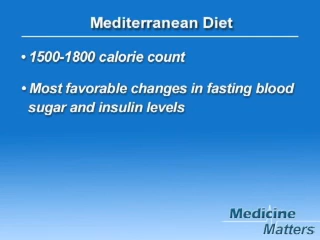 Mediterranean Diet
• 1500-1800 calorie count
• Most favorable changes in fasting blood
sugar and insulin levels
Medicine
Matters